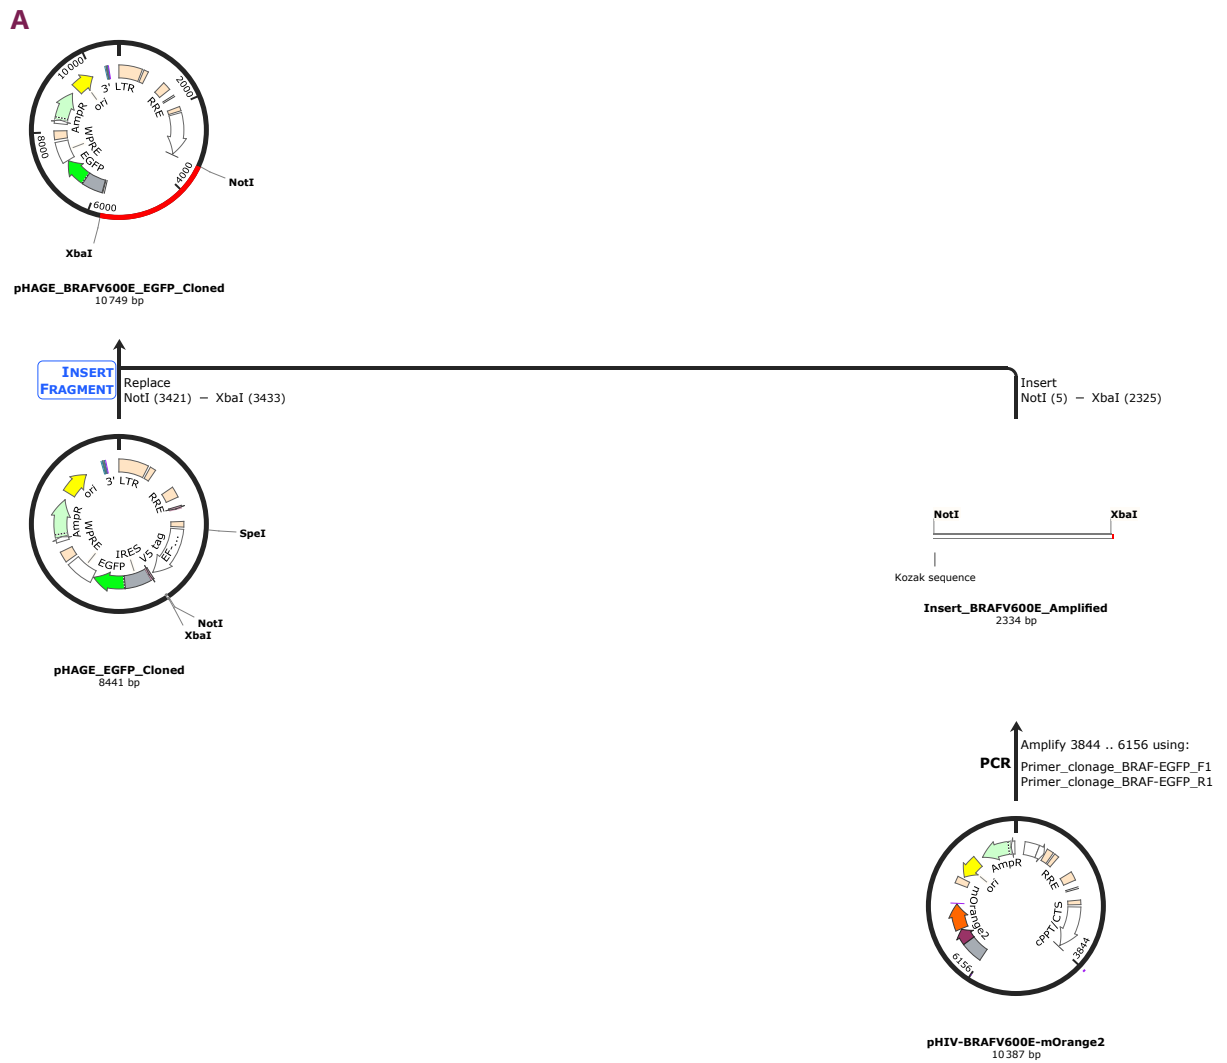 A
10000
2000
3' LTR
ori
RRE
AmpR
WPRE
8000
EGFP
4000
NotI
6000
XbaI
pHAGE_BRAFV600E_EGFP_Cloned
10749 bp
INSERT
FRAGMENT
Replace
NotI (3421) – XbaI (3433)
Insert
NotI (5) – XbaI (2325)
3' LTR
ori
RRE
AmpR
WPRE
SpeI
IRES
V5 tag
EF-...
EGFP
NotI
XbaI
pHAGE_EGFP_Cloned
8441 bp
NotI
XbaI
Kozak sequence
Insert_BRAFV600E_Amplified
2334 bp
PCR
Amplify 3844 .. 6156 using:
Primer_clonage_BRAF-EGFP_F1
Primer_clonage_BRAF-EGFP_R1
AmpR
RRE
ori
mOrange2
cPPT/CTS
3844
6156
pHIV-BRAFV600E-mOrange2
10387 bp